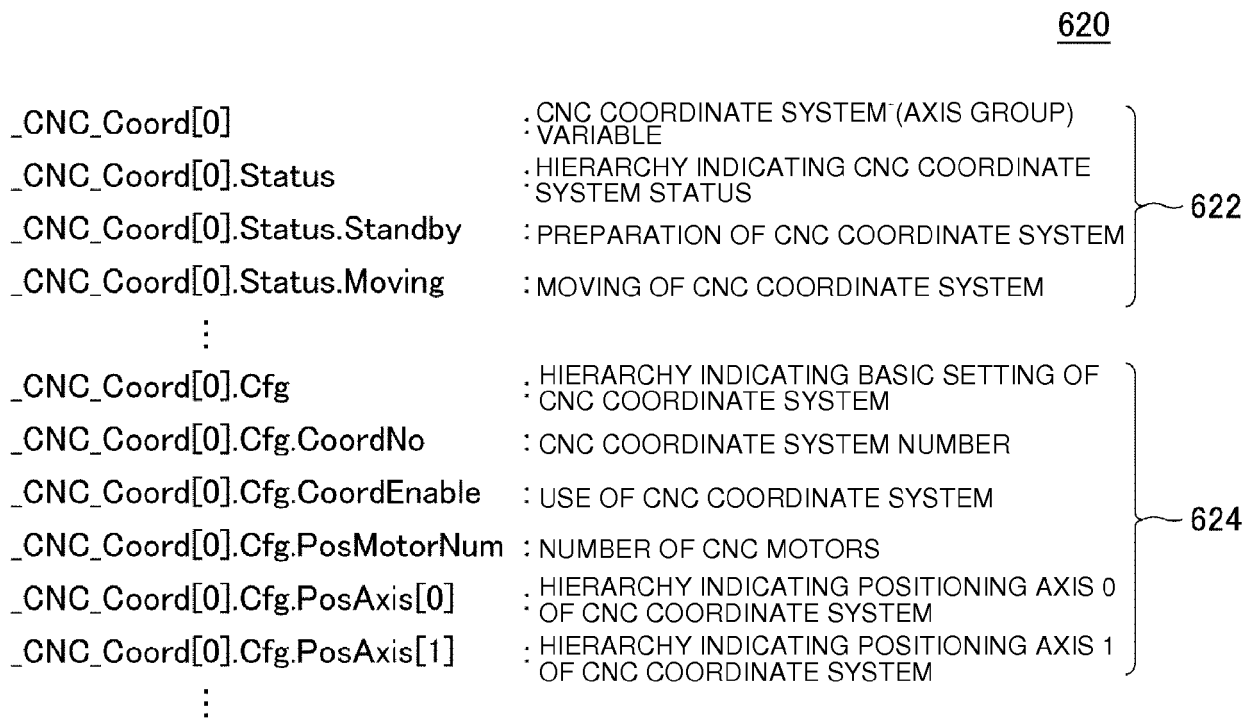 620
_CNC_Coord[0] : CNC COORDINATE SYSTEM (AXIS GROUP)
VARIABLE
_CNC_Coord[0].Status : HIERARCHY INDICATING CNC COORDINATE
SYSTEM STATUS
_CNC_Coord[0].Status.Standby : PREPARATION OF CNC COORDINATE SYSTEM
_CNC_Coord[0].Status.Moving : MOVING OF CNC COORDINATE SYSTEM
622
⋮
_CNC_Coord[0].Cfg : HIERARCHY INDICATING BASIC SETTING OF
CNC COORDINATE SYSTEM
_CNC_Coord[0].Cfg.CoordNo : CNC COORDINATE SYSTEM NUMBER
_CNC_Coord[0].Cfg.CoordEnable : USE OF CNC COORDINATE SYSTEM
_CNC_Coord[0].Cfg.PosMotorNum : NUMBER OF CNC MOTORS
_CNC_Coord[0].Cfg.PosAxis[0] : HIERARCHY INDICATING POSITIONING AXIS 0
OF CNC COORDINATE SYSTEM
_CNC_Coord[0].Cfg.PosAxis[1] : HIERARCHY INDICATING POSITIONING AXIS 1
OF CNC COORDINATE SYSTEM
624
⋮